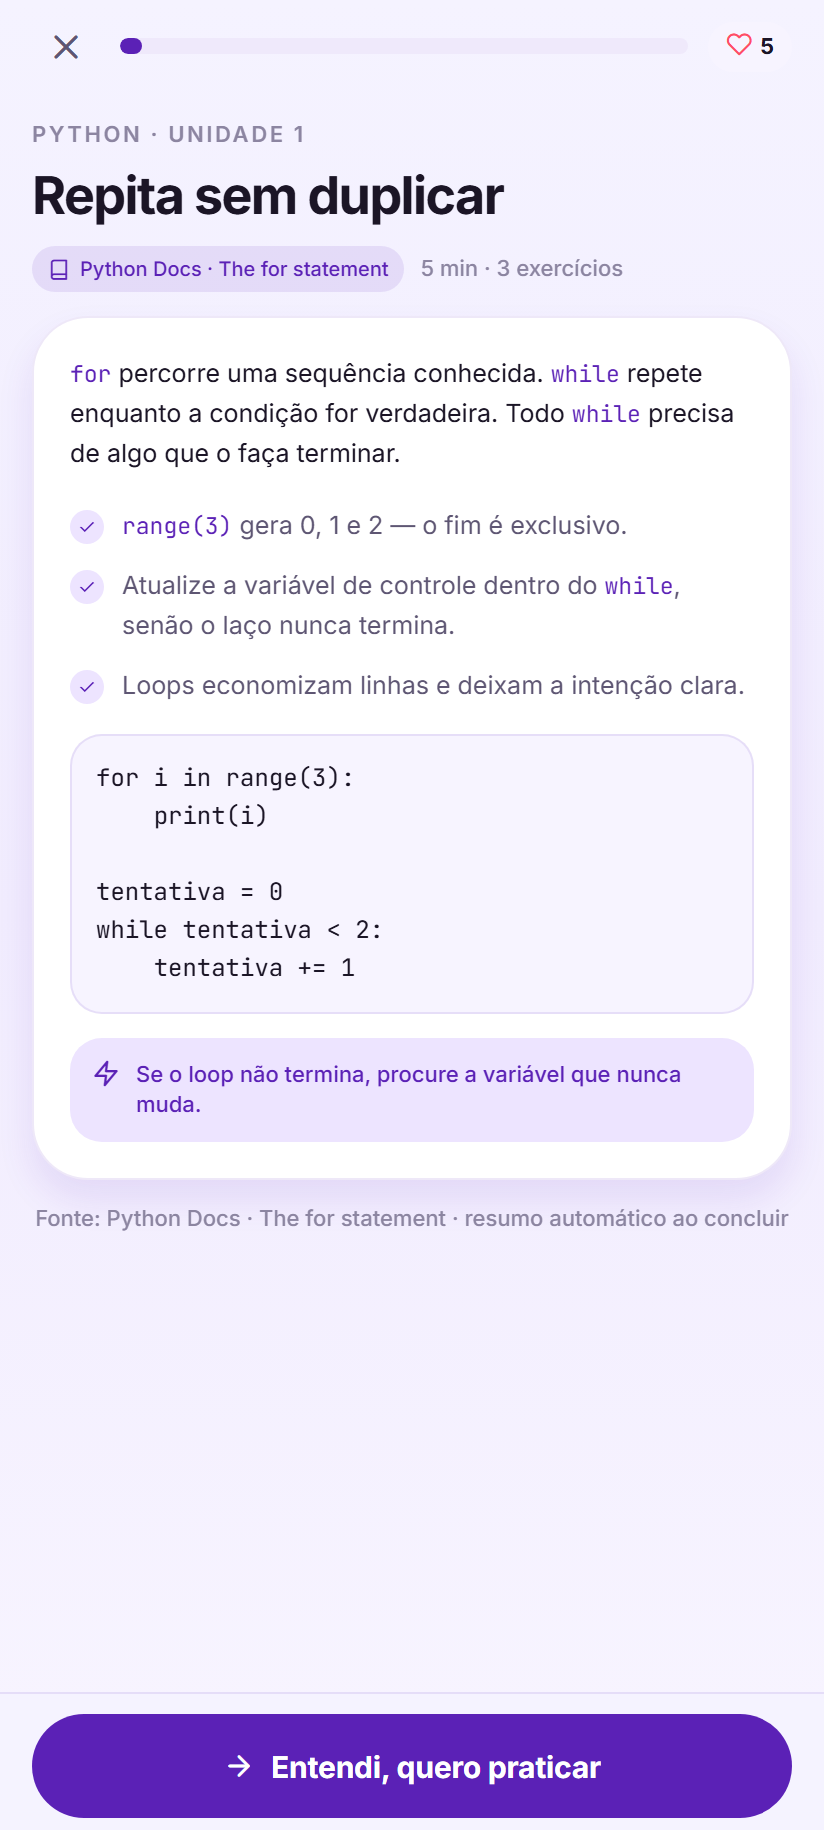 5
PYTHON · UNIDADE 1
Repita sem duplicar
Python Docs · The for statement
5 min · 3 exercícios
for percorre uma sequência conhecida. while repete
enquanto a condição for verdadeira. Todo while precisa
de algo que o faça terminar.
range(3) gera 0, 1 e 2 — o fim é exclusivo.
Atualize a variável de controle dentro do while,
senão o laço nunca termina.
Loops economizam linhas e deixam a intenção clara.
for i in range(3):
    print(i)

tentativa = 0
while tentativa < 2:
    tentativa += 1
Se o loop não termina, procure a variável que nunca
muda.
Fonte: Python Docs · The for statement · resumo automático ao concluir
Entendi, quero praticar